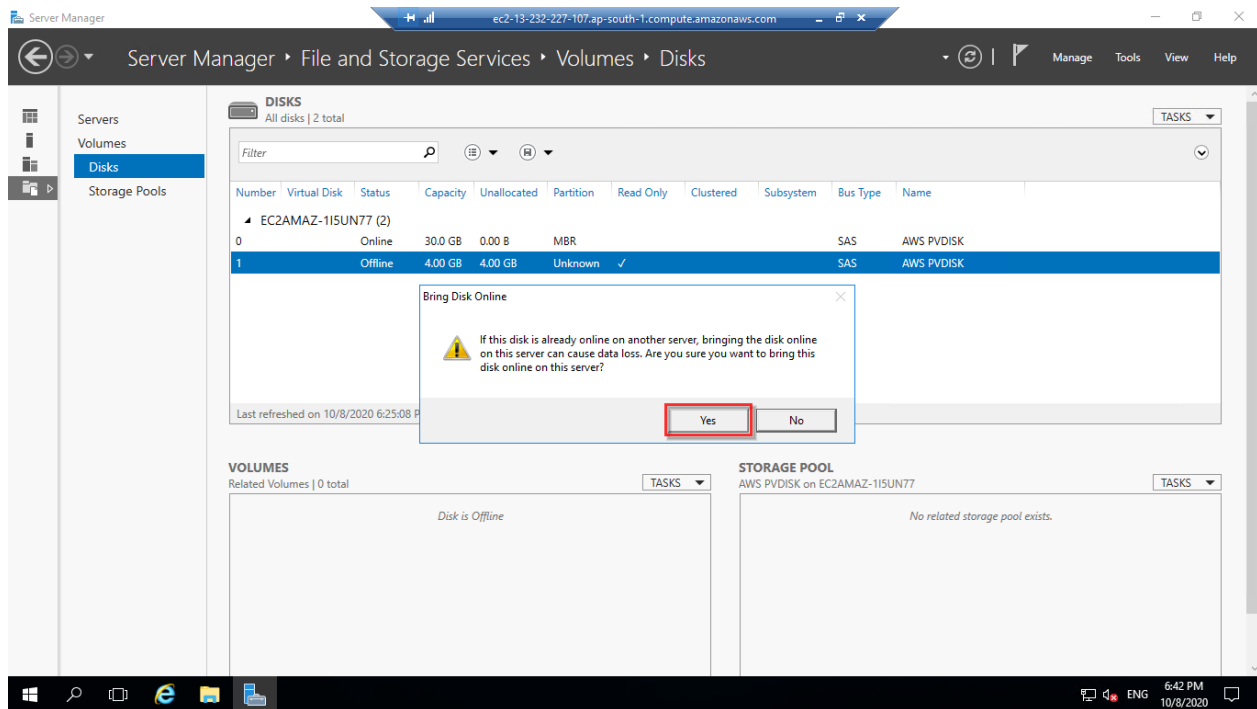 Server Manager
ec2-13-232-227-107.ap-south-1.compute.amazonaws.com
Server Manager ‣ File and Storage Services ‣ Volumes ‣ Disks
Manage Tools View Help
Servers
Volumes
Disks
Storage Pools
DISKS
All disks | 2 total
TASKS
Filter
Number Virtual Disk Status Capacity Unallocated Partition Read Only Clustered Subsystem Bus Type Name
EC2AMAZ-1I5UN77 (2)
0 Online 30.0 GB 0.00 B MBR SAS AWS PVDISK
1 Offline 4.00 GB 4.00 GB Unknown ✓ SAS AWS PVDISK
Bring Disk Online
If this disk is already online on another server, bringing the disk online
on this server can cause data loss. Are you sure you want to bring this
disk online on this server?
Yes No
Last refreshed on 10/8/2020 6:25:08 P
VOLUMES
Related Volumes | 0 total
TASKS
Disk is Offline
STORAGE POOL
AWS PVDISK on EC2AMAZ-1I5UN77
TASKS
No related storage pool exists.
ENG
6:42 PM
10/8/2020